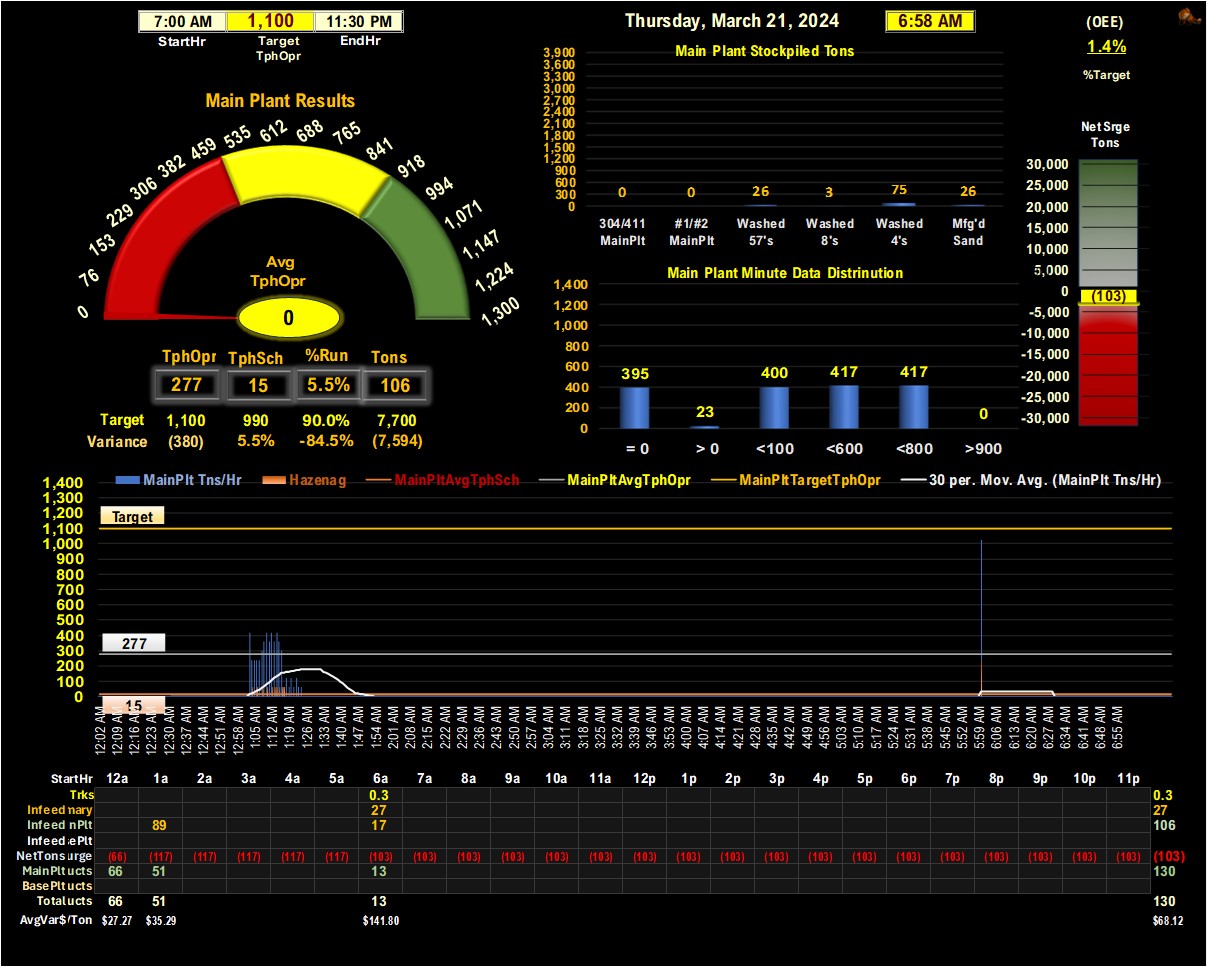 7:00 AM 1,100 11:30 PM
StartHr Target TphOpr EndHr
Thursday, March 21, 2024 6:58 AM
(OEE)
1.4%
%Target
Main Plant Results
0 76 153 229 306 382 459 535 612 688 765 841 918 994 1,071 1,147 1,224 1,300
Avg
TphOpr
0
TphOpr TphSch %Run Tons
277 15 5.5% 106
Target 1,100 990 90.0% 7,700
Variance (380) 5.5% -84.5% (7,594)
Main Plant Stockpiled Tons
3,900
3,600
3,300
3,000
2,700
2,400
2,100
1,800
1,500
1,200
900
600
300
0
0 0 26 3 75 26
304/411 #1/#2 Washed Washed Washed Mfg'd
MainPlt MainPlt 57's 8's 4's Sand
Main Plant Minute Data Distrinution
1,400
1,200
1,000
800
600
400
200
0
395 23 400 417 417 0
= 0 > 0 <100 <600 <800 >900
Net Srge
Tons
30,000
25,000
20,000
15,000
10,000
5,000
0
(103)
-5,000
-10,000
-15,000
-20,000
-25,000
-30,000
MainPlt Tns/Hr Hazenag MainPltAvgTphSch MainPltAvgTphOpr MainPltTargetTphOpr 30 per. Mov. Avg. (MainPlt Tns/Hr)
1,400
1,300
1,200
1,100
1,000
900
800
700
600
500
400
300
200
100
0
Target
277
15
12:02 AM 12:09 AM 12:16 AM 12:23 AM 12:30 AM 12:37 AM 12:44 AM 12:51 AM 12:58 AM 1:05 AM 1:12 AM 1:19 AM 1:26 AM 1:33 AM 1:40 AM 1:47 AM 1:54 AM 2:01 AM 2:08 AM 2:15 AM 2:22 AM 2:29 AM 2:36 AM 2:43 AM 2:50 AM 2:57 AM 3:04 AM 3:11 AM 3:18 AM 3:25 AM 3:32 AM 3:39 AM 3:46 AM 3:53 AM 4:00 AM 4:07 AM 4:14 AM 4:21 AM 4:28 AM 4:35 AM 4:42 AM 4:49 AM 4:56 AM 5:03 AM 5:10 AM 5:17 AM 5:24 AM 5:31 AM 5:38 AM 5:45 AM 5:52 AM 5:59 AM 6:06 AM 6:13 AM 6:20 AM 6:27 AM 6:34 AM 6:41 AM 6:48 AM 6:55 AM
StartHr 12a 1a 2a 3a 4a 5a 6a 7a 8a 9a 10a 11a 12p 1p 2p 3p 4p 5p 6p 7p 8p 9p 10p 11p
Trks 0.3 0.3
Infeed nary 27 27
Infeed nPlt 89 17 106
Infeed ePlt
NetTons urge (66) (117) (117) (117) (117) (117) (103) (103) (103) (103) (103) (103) (103) (103) (103) (103) (103) (103) (103) (103) (103) (103) (103) (103) (103)
MainPlt ucts 66 51 13 130
BasePlt ucts
Total ucts 66 51 13 130
AvgVar$/Ton $27.27 $35.29 $141.80 $68.12